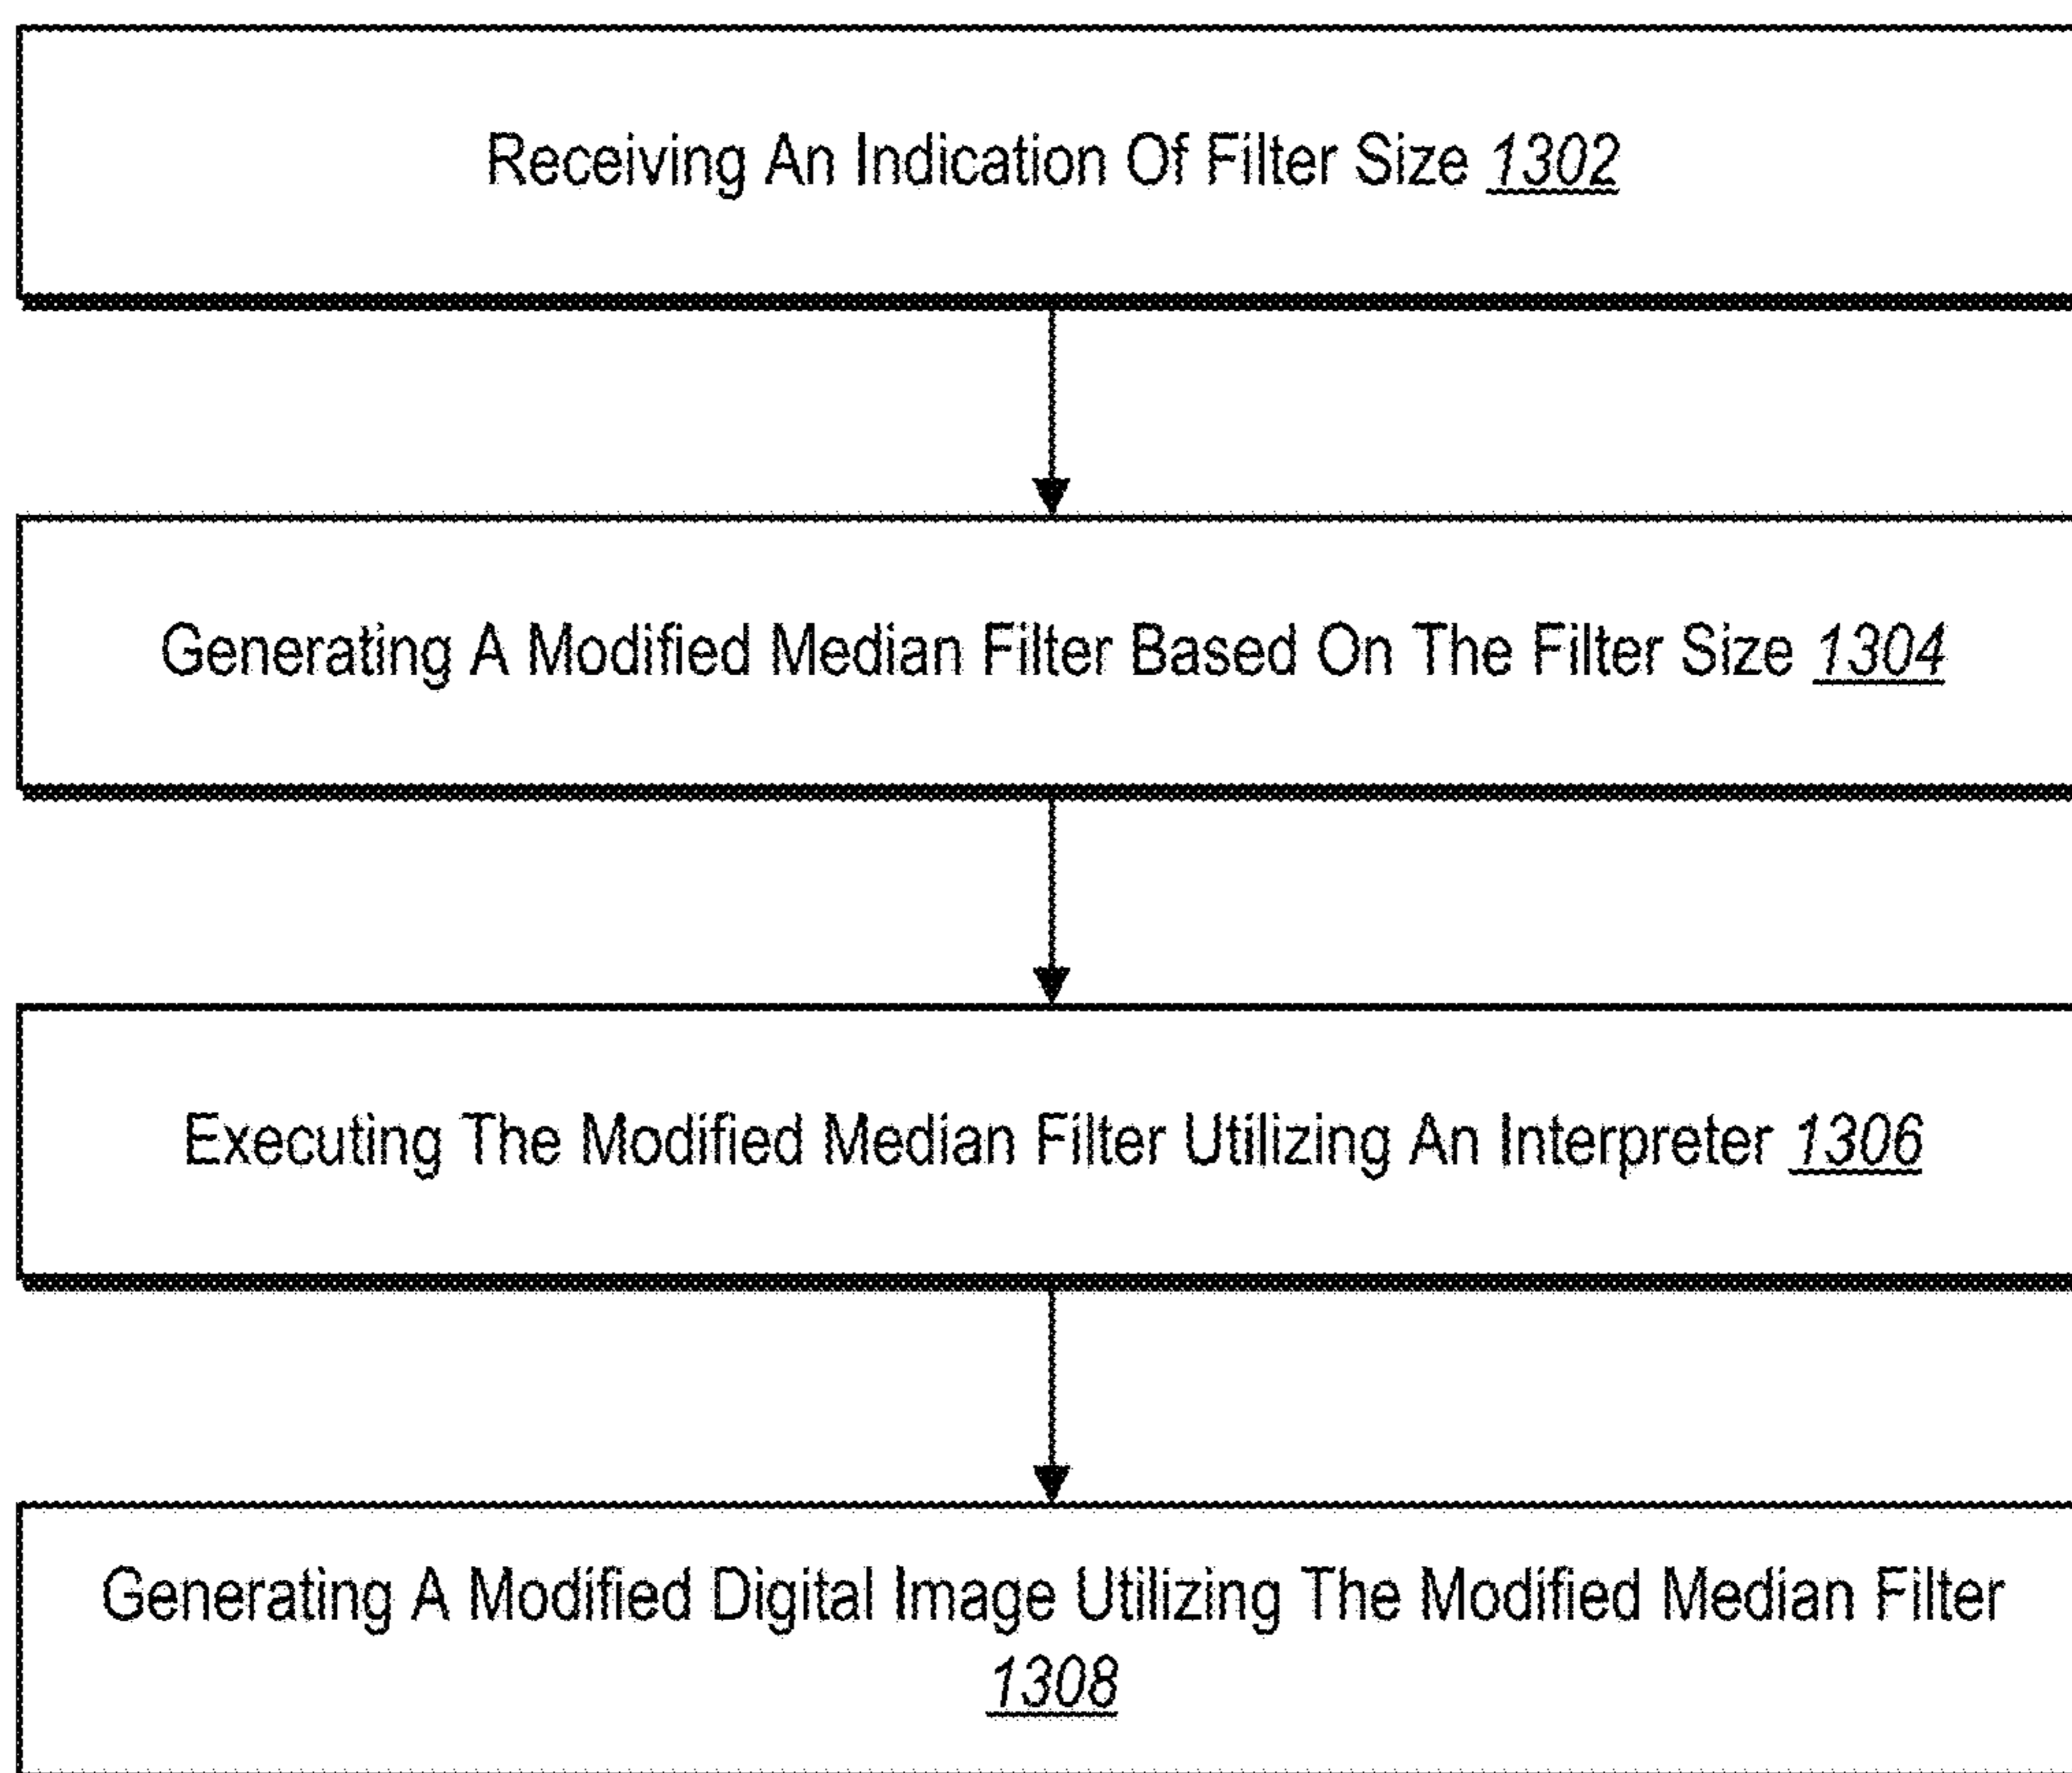 Receiving An Indication Of Filter Size 1302
Generating A Modified Median Filter Based On The Filter Size 1304
Executing The Modified Median Filter Utilizing An Interpreter 1306
Generating A Modified Digital Image Utilizing The Modified Median Filter
1308